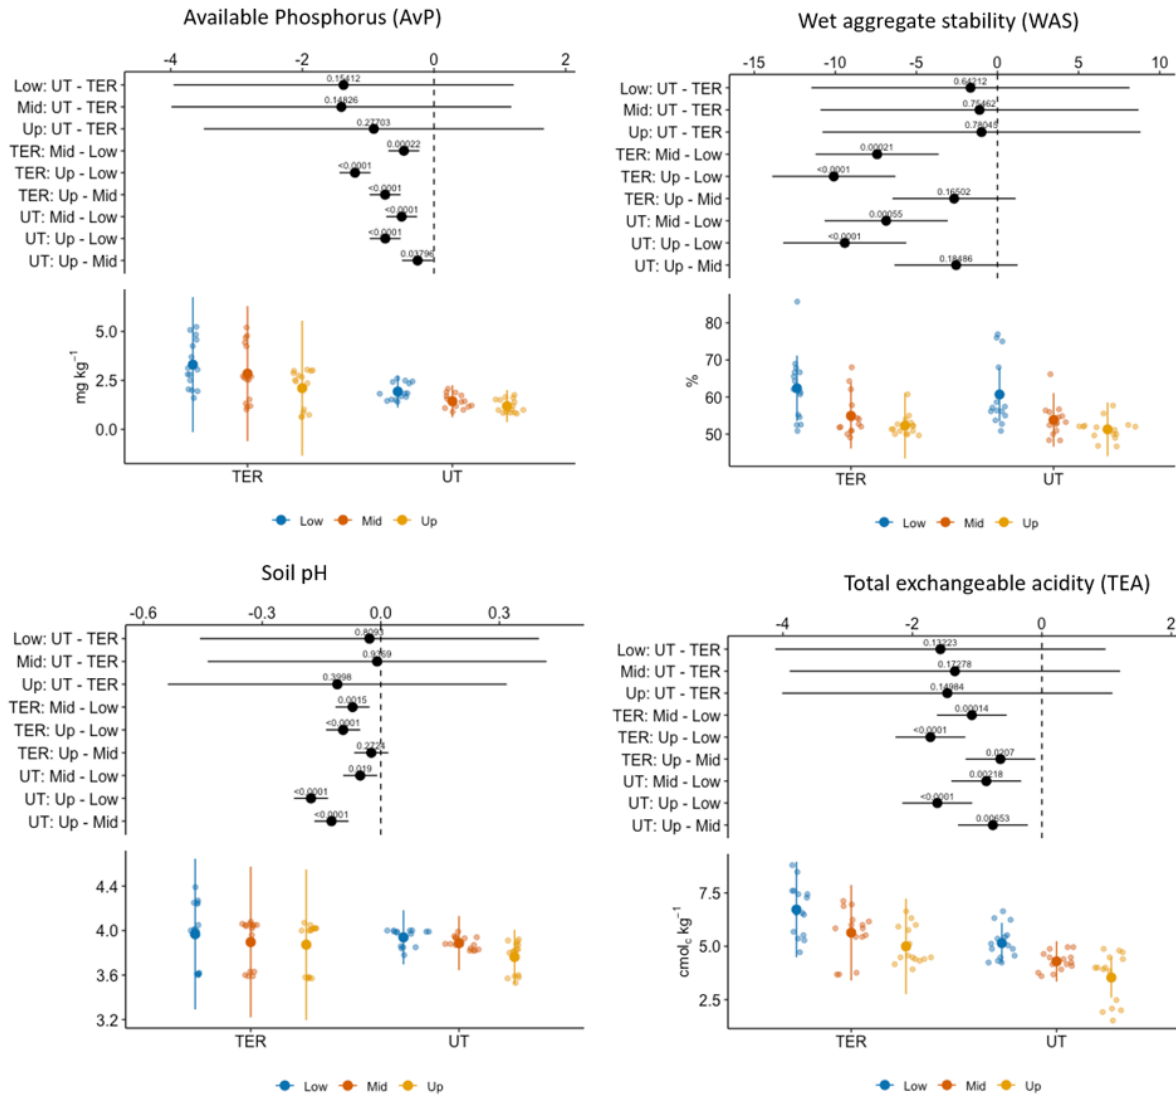 Available Phosphorus (AvP)
-4 -2 0 2
Low: UT - TER 0.15412
Mid: UT - TER 0.14826
Up: UT - TER 0.27703
TER: Mid - Low 0.00022
TER: Up - Low <0.0001
TER: Up - Mid <0.0001
UT: Mid - Low <0.0001
UT: Up - Low <0.0001
UT: Up - Mid 0.03796
mg kg⁻¹
5.0
2.5
0.0
TER UT
Low Mid Up
Wet aggregate stability (WAS)
-15 -10 -5 0 5 10
Low: UT - TER 0.64212
Mid: UT - TER 0.75462
Up: UT - TER 0.78045
TER: Mid - Low 0.00021
TER: Up - Low <0.0001
TER: Up - Mid 0.16502
UT: Mid - Low 0.00055
UT: Up - Low <0.0001
UT: Up - Mid 0.18486
%
80
70
60
50
TER UT
Low Mid Up
Soil pH
-0.6 -0.3 0.0 0.3
Low: UT - TER 0.8093
Mid: UT - TER
Up: UT - TER 0.3998
TER: Mid - Low 0.0015
TER: Up - Low <0.0001
TER: Up - Mid 0.2724
UT: Mid - Low 0.019
UT: Up - Low <0.0001
UT: Up - Mid <0.0001
4.4
4.0
3.6
3.2
TER UT
Low Mid Up
Total exchangeable acidity (TEA)
-4 -2 0 2
Low: UT - TER 0.13223
Mid: UT - TER 0.17278
Up: UT - TER 0.14984
TER: Mid - Low 0.00014
TER: Up - Low <0.0001
TER: Up - Mid 0.0207
UT: Mid - Low 0.00218
UT: Up - Low <0.0001
UT: Up - Mid 0.00653
cmol꜀ kg⁻¹
7.5
5.0
2.5
TER UT
Low Mid Up